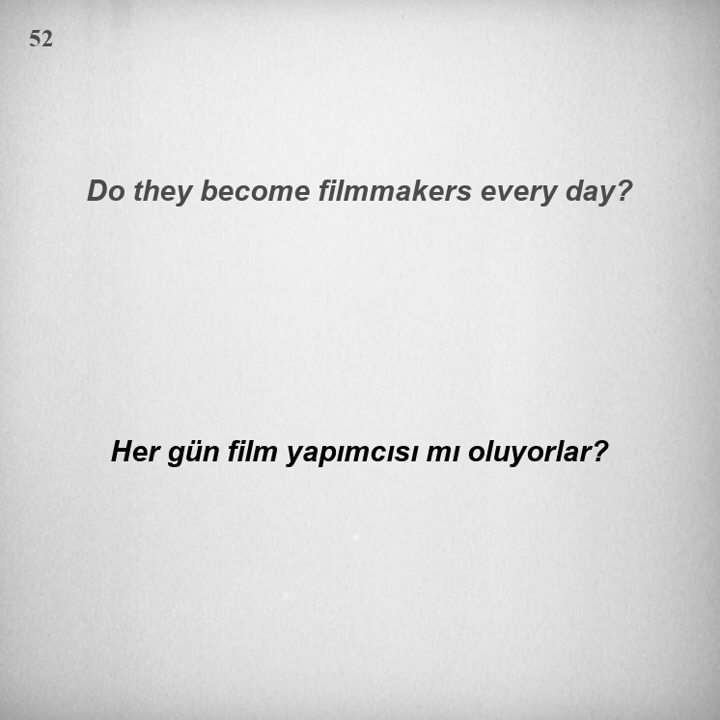 52
Do they become filmmakers every day?
Her gün film yapımcısı mı oluyorlar?